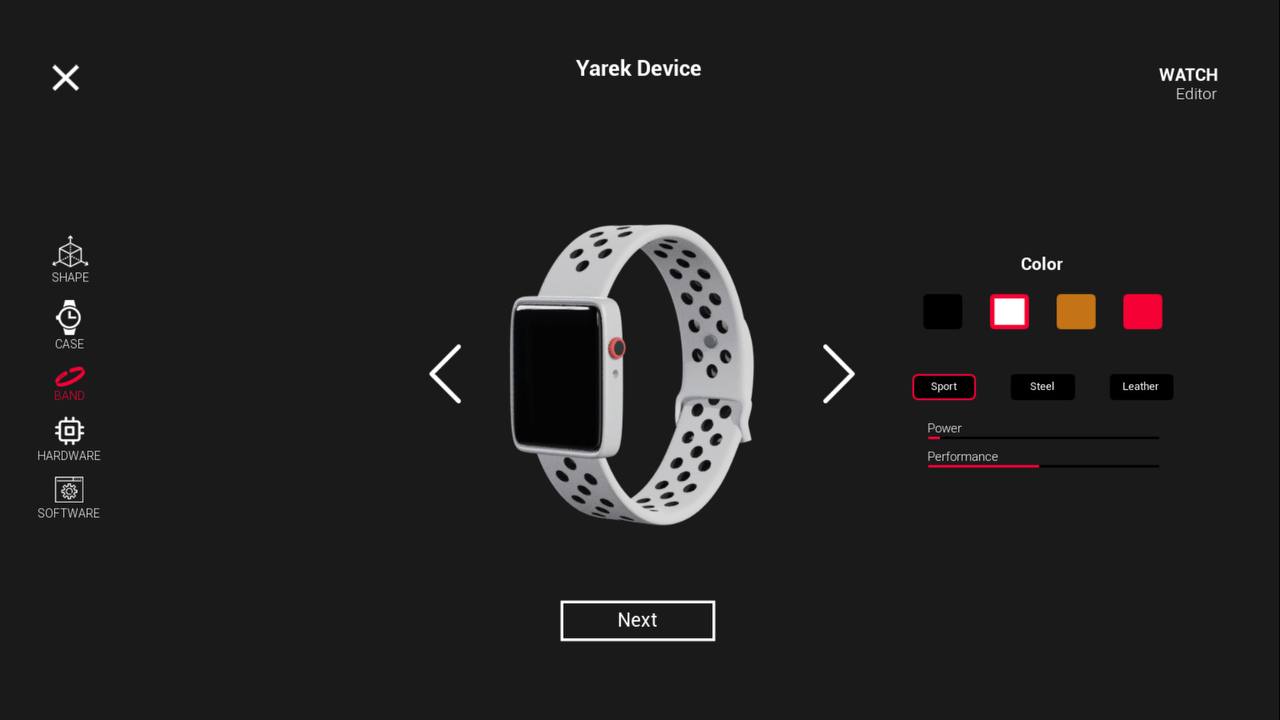 Yarek Device
WATCH
Editor
SHAPE
CASE
BAND
HARDWARE
SOFTWARE
Color
Sport
Steel
Leather
Power
Performance
Next